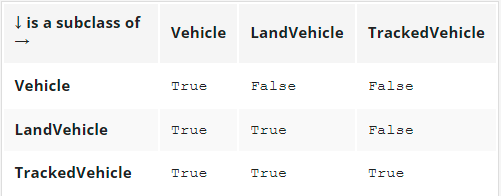 ↓ is a subclass of → Vehicle LandVehicle TrackedVehicle
Vehicle True False False
LandVehicle True True False
TrackedVehicle True True True